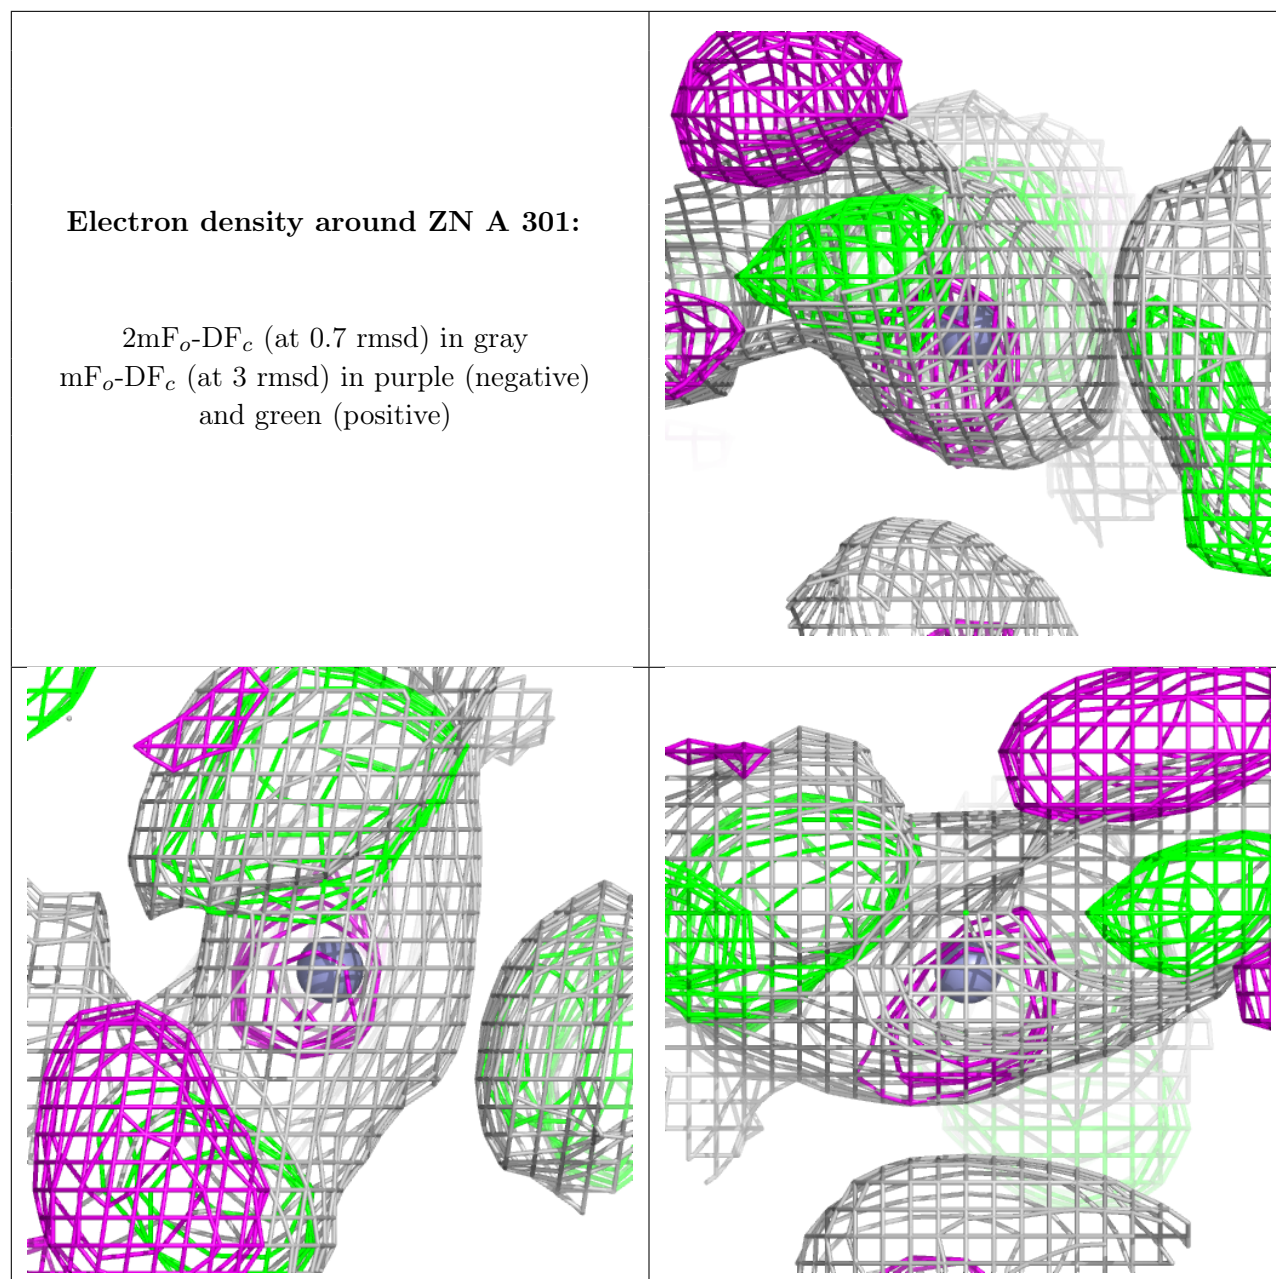 Electron density around ZN A 301:
2mFo-DFc (at 0.7 rmsd) in gray
mFo-DFc (at 3 rmsd) in purple (negative)
and green (positive)